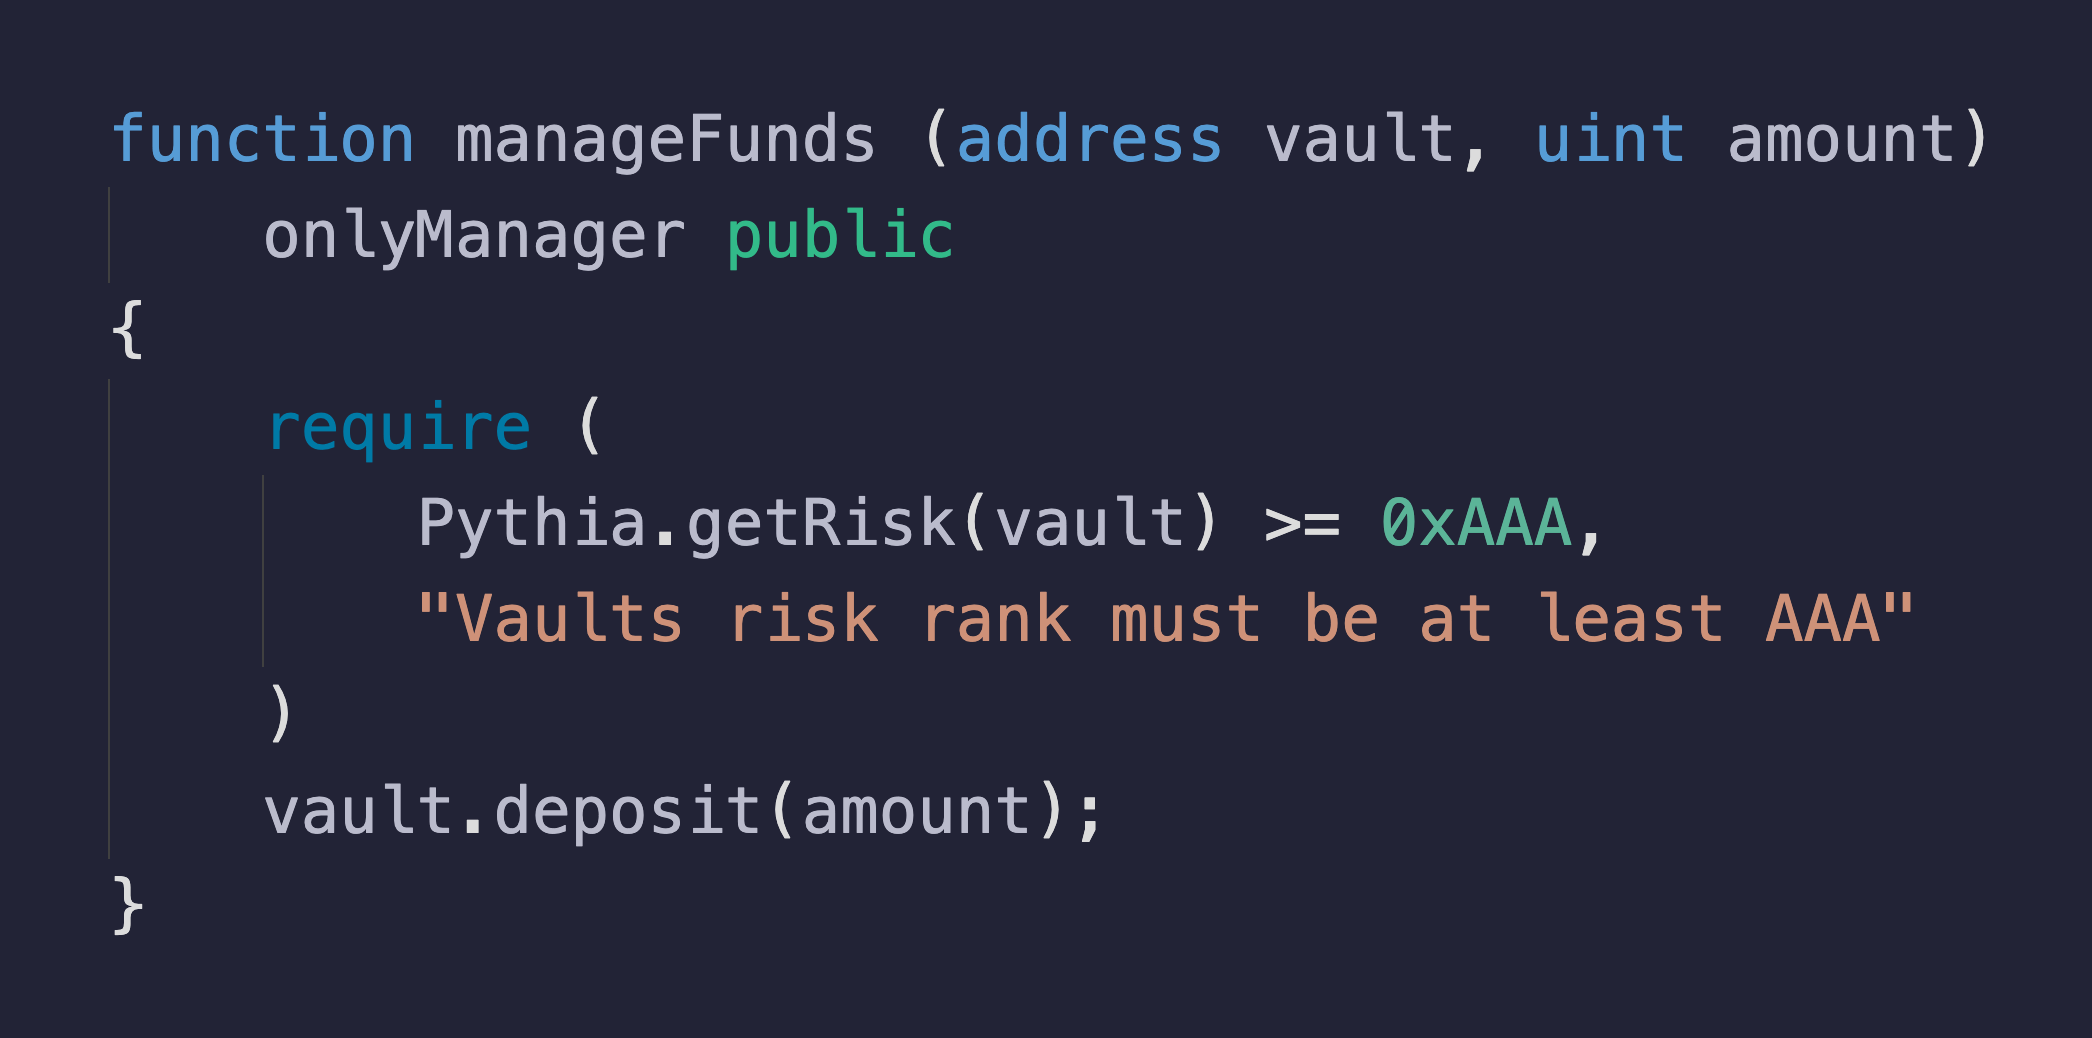 function manageFunds (address vault, uint amount)
    onlyManager public
{
    require (
        Pythia.getRisk(vault) >= 0xAAA,
        "Vaults risk rank must be at least AAA"
    )
    vault.deposit(amount);
}